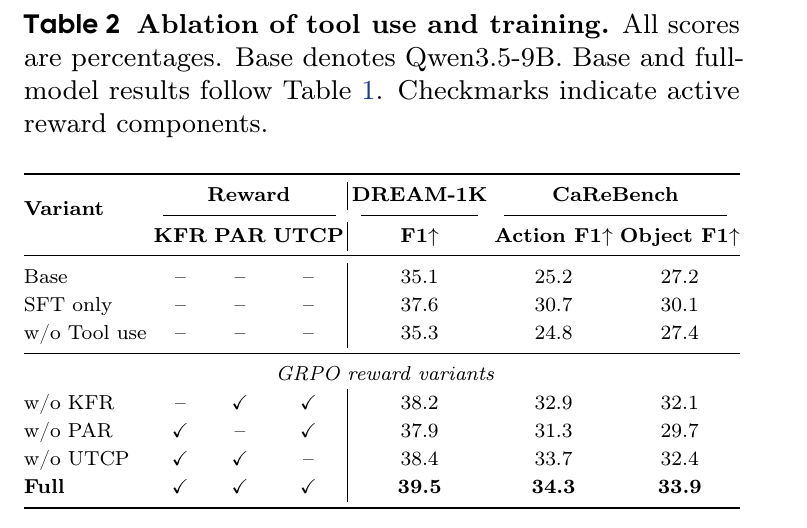 Table 2 Ablation of tool use and training. All scores
are percentages. Base denotes Qwen3.5-9B. Base and full-
model results follow Table 1. Checkmarks indicate active
reward components.
Variant Reward DREAM-1K CaReBench
KFR PAR UTCP F1↑ Action F1↑ Object F1↑
Base – – – 35.1 25.2 27.2
SFT only – – – 37.6 30.7 30.1
w/o Tool use – – – 35.3 24.8 27.4
GRPO reward variants
w/o KFR – ✓ ✓ 38.2 32.9 32.1
w/o PAR ✓ – ✓ 37.9 31.3 29.7
w/o UTCP ✓ ✓ – 38.4 33.7 32.4
Full ✓ ✓ ✓ 39.5 34.3 33.9